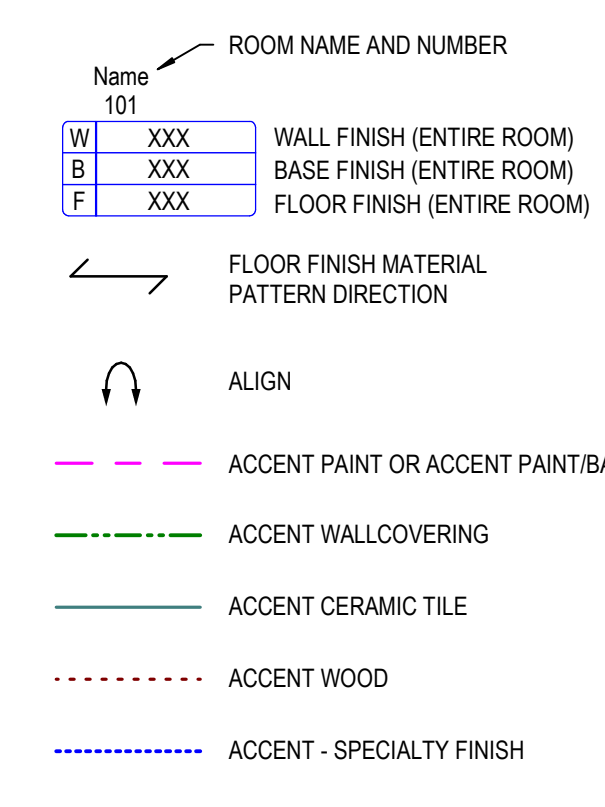 ROOM NAME AND NUMBER
Name
101
W XXX WALL FINISH (ENTIRE ROOM)
B XXX BASE FINISH (ENTIRE ROOM)
F XXX FLOOR FINISH (ENTIRE ROOM)
FLOOR FINISH MATERIAL
PATTERN DIRECTION
ALIGN
ACCENT PAINT OR ACCENT PAINT/BA
ACCENT WALLCOVERING
ACCENT CERAMIC TILE
ACCENT WOOD
ACCENT - SPECIALTY FINISH